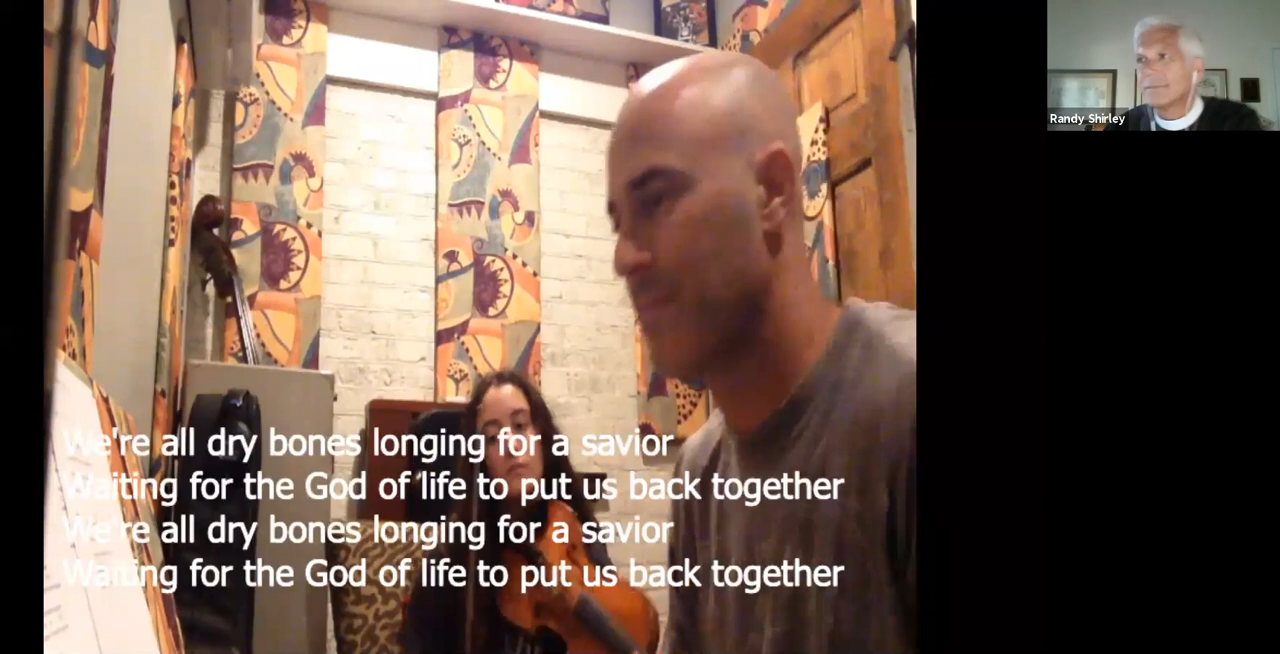 We're all dry bones longing for a savior
Waiting for the God of life to put us back together
We're all dry bones longing for a savior
Waiting for the God of life to put us back together
Randy Shirley